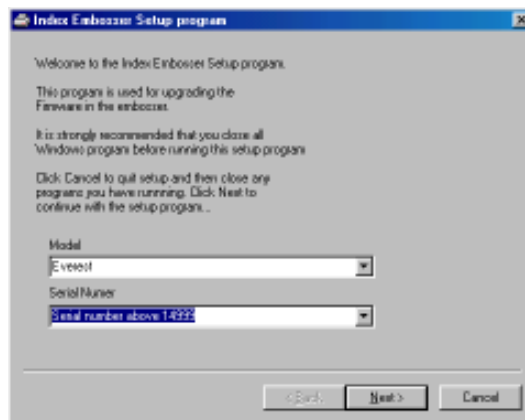 Index Embosser Setup program
Welcome to the Index Embosser Setup program.
This program is used for upgrading the
Firmware in the embosser.
It is strongly recommended that you close all
Windows program before running this setup program
Click Cancel to quit setup and then close any
programs you have runnning. Click Next to
continue with the setup program...
Model
Everest
Serial Numer
Serial number above 14999
< Back
Next >
Cancel